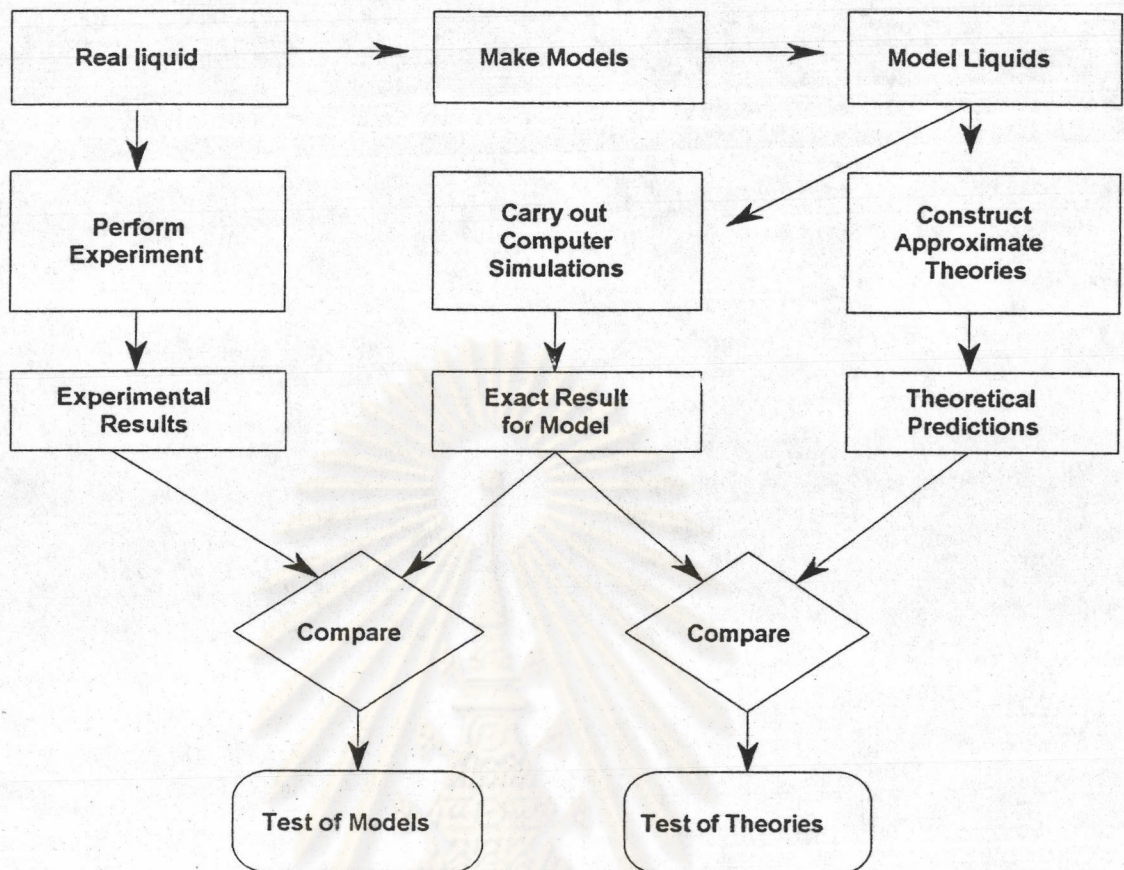 Real liquid
Make Models
Model Liquids
Perform
Experiment
Carry out
Computer
Simulations
Construct
Approximate
Theories
Experimental
Results
Exact Result
for Model
Theoretical
Predictions
Compare
Compare
Test of Models
Test of Theories